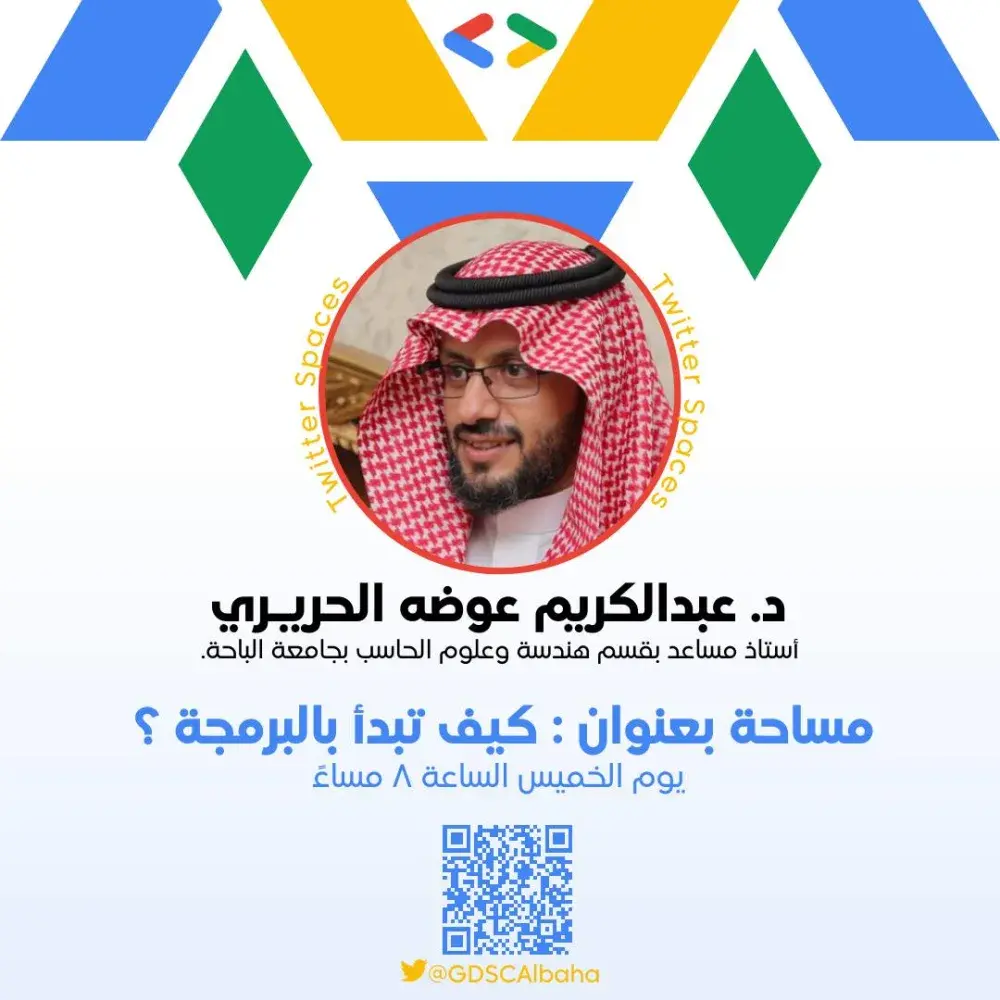 Twitter Spaces
Twitter Spaces
د. عبدالكريم عوضه الحريري
أستاذ مساعد بقسم هندسة وعلوم الحاسب بجامعة الباحة.
مساحة بعنوان : كيف تبدأ بالبرمجة ؟
يوم الخميس الساعة ٨ مساءً
@GDSCAlbaha